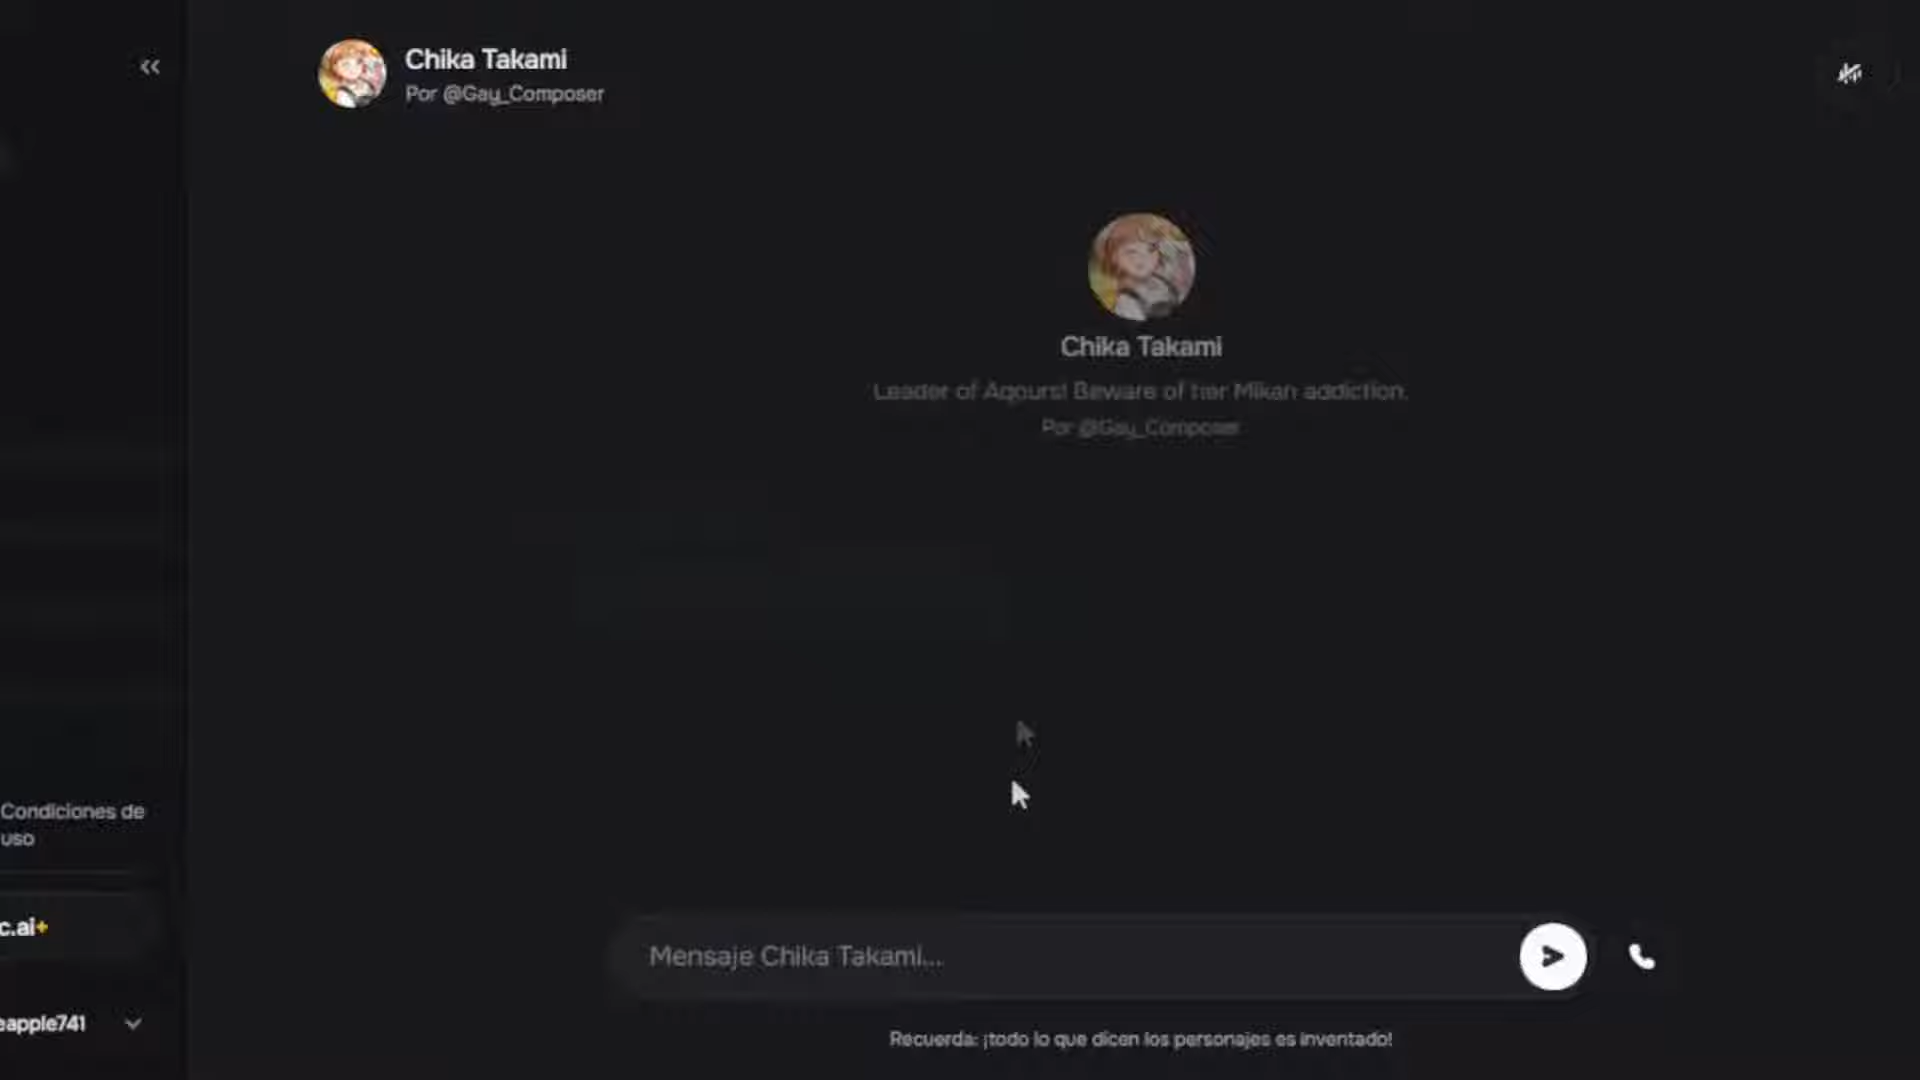 Chika Takami
Por @Gay_Composer
Chika Takami
Leader of Aqours! Beware of her Mikan addiction.
Por @Gay_Composer
Condiciones de
uso
c.ai+
eapple741
Mensaje Chika Takami...
Recuerda: ¡todo lo que dicen los personajes es inventado!